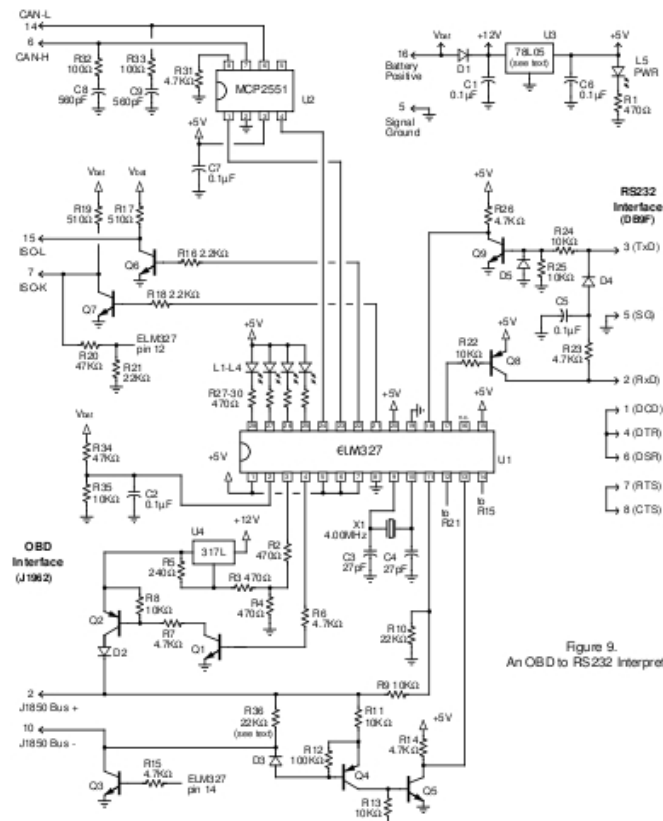 CAN-L
14
6
CAN-H
R32
100Ω
R33
100Ω
C8
560pF
C9
560pF
R31
4.7KΩ
MCP2551
U2
+5V
C7
0.1µF
16
Battery
Positive
Vbat
D1
+12V
U3
78L05
(see text)
+5V
C1
0.1µF
C6
0.1µF
L5
PWR
R1
470Ω
5
Signal
Ground
Vbat
Vbat
R19
510Ω
R17
510Ω
15
ISO-L
7
ISO-K
Q6
R16 2.2KΩ
Q7
R18 2.2KΩ
R20
47KΩ
ELM327
pin 12
R21
22KΩ
+5V
R26
4.7KΩ
Q9
D5
R24
10KΩ
R25
10KΩ
D4
RS232
Interface
(DB9F)
3 (TxD)
C5
0.1µF
5 (SG)
+5V
R22
10KΩ
Q8
R23
4.7KΩ
2 (RxD)
1 (DCD)
4 (DTR)
6 (DSR)
7 (RTS)
8 (CTS)
+5V
L1-L4
R27-30
470Ω
+5V
+5V
ELM327
U1
+5V
Vbat
R34
47KΩ
R35
10KΩ
C2
0.1µF
to
R21
to
R15
X1
4.00MHz
C3
27pF
C4
27pF
OBD
Interface
(J1962)
U4
317L
+12V
R5
240Ω
R2
470Ω
R3 470Ω
R4
470Ω
R6
4.7KΩ
R8
10KΩ
Q2
R7
4.7KΩ
Q1
D2
R10
22KΩ
Figure 9.
An OBD to RS232 Interpret
2
J1850 Bus +
R9 10KΩ
10
J1850 Bus -
R36
22KΩ
(see text)
R11
10KΩ
+5V
R14
4.7KΩ
D3
R12
100KΩ
Q4
Q5
R13
10KΩ
Q3
R15
4.7KΩ
ELM327
pin 14